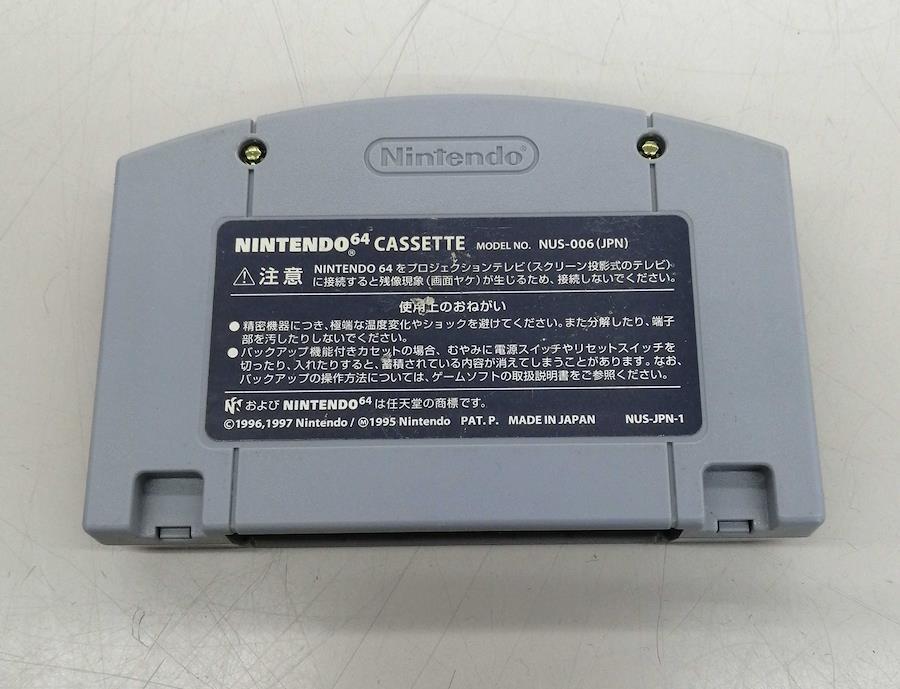 Nintendo®
NINTENDO64® CASSETTE MODEL NO. NUS-006(JPN)
⚠注意 NINTENDO 64をプロジェクションテレビ(スクリーン投影式のテレビ)
に接続すると残像現象(画面ヤケ)が生じるため、接続しないでください。
使用上のおねがい
●精密機器につき、極端な温度変化やショックを避けてください。また分解したり、端子
部を汚したりしないでください。
●バックアップ機能付きカセットの場合、むやみに電源スイッチやリセットスイッチを
切ったり、入れたりすると、蓄積されている内容が消えてしまうことがあります。なお、
バックアップの操作方法については、ゲームソフトの取扱説明書をご参照ください。
および NINTENDO64は任天堂の商標です。
©1996,1997 Nintendo/Ⓜ1995 Nintendo PAT. P. MADE IN JAPAN NUS-JPN-1